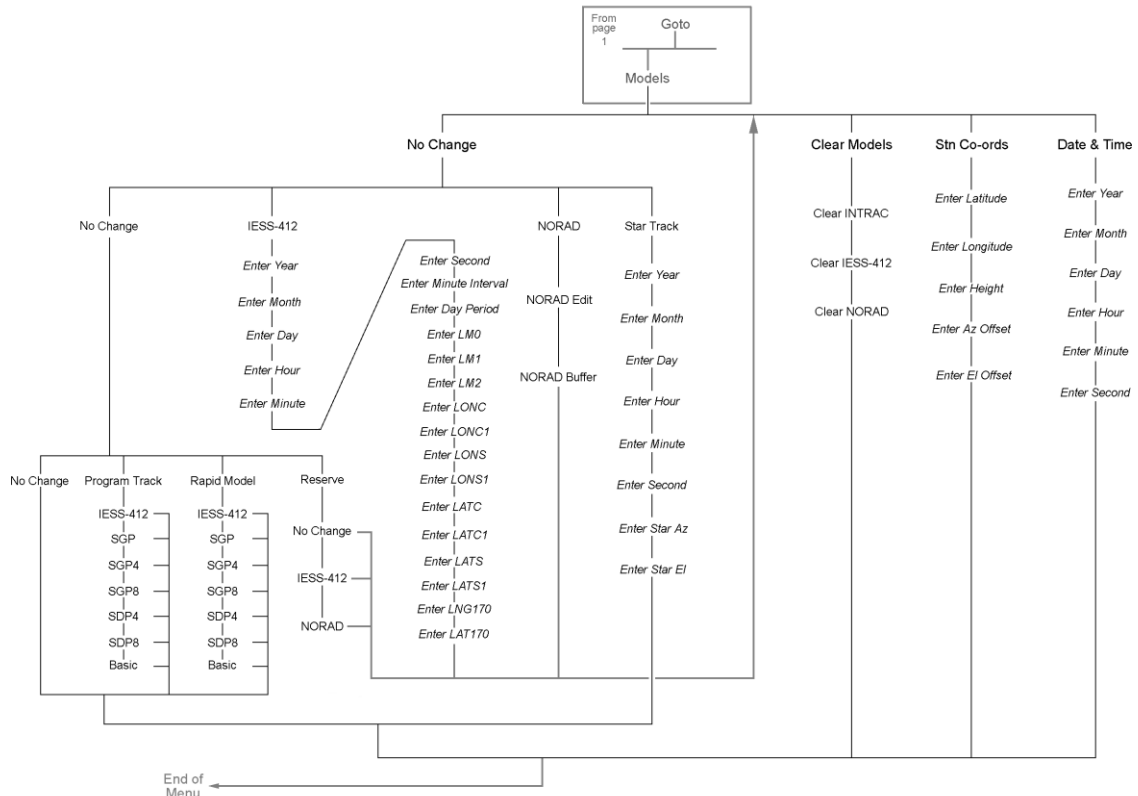 From
page
1
Goto
Models
No Change
Clear Models
Stn Co-ords
Date & Time
No Change
IESS-412
Enter Year
Enter Month
Enter Day
Enter Hour
Enter Minute
Enter Second
Enter Minute Interval
Enter Day Period
Enter LM0
Enter LM1
Enter LM2
Enter LONC
Enter LONC1
Enter LONS
Enter LONS1
Enter LATC
Enter LATC1
Enter LATS
Enter LATS1
Enter LNG170
Enter LAT170
NORAD
NORAD Edit
NORAD Buffer
Star Track
Enter Year
Enter Month
Enter Day
Enter Hour
Enter Minute
Enter Second
Enter Star Az
Enter Star El
Clear INTRAC
Clear IESS-412
Clear NORAD
Enter Latitude
Enter Longitude
Enter Height
Enter Az Offset
Enter El Offset
Enter Year
Enter Month
Enter Day
Enter Hour
Enter Minute
Enter Second
No Change
Program Track
IESS-412
SGP
SGP4
SGP8
SDP4
SDP8
Basic
Rapid Model
IESS-412
SGP
SGP4
SGP8
SDP4
SDP8
Basic
Reserve
No Change
IESS-412
NORAD
End of
Menu